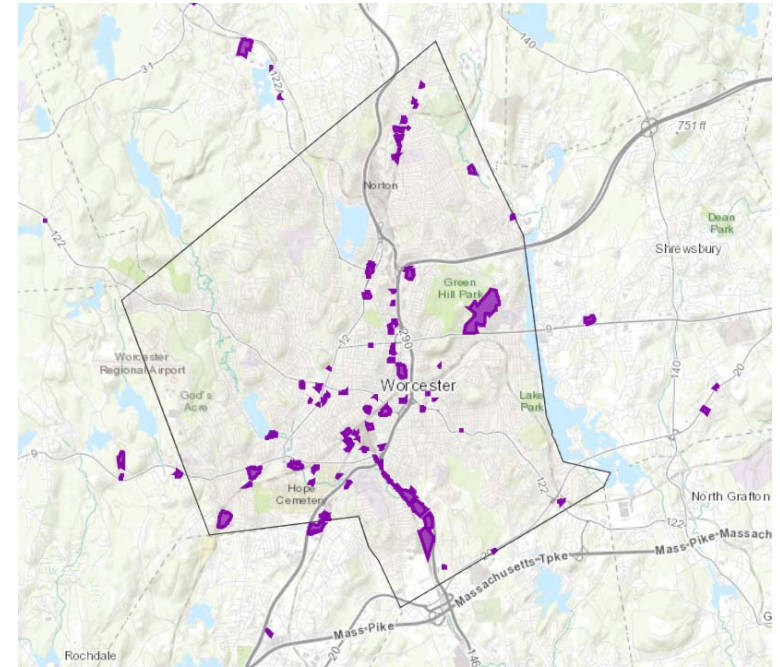 140
31
122
751 ft
Norton
Dean
Park
122
Shrewsbury
Green
Hill Park
290
12
9
Worcester
Regional Airport
20
140
Worcester
God's
Acre
Lake
Park
9
122
Hope
Cemetery
North Grafton
122
20
Massachusetts-Tpke
Mass-Pike-Massach
Mass-Pike
G
20
146
Rochdale